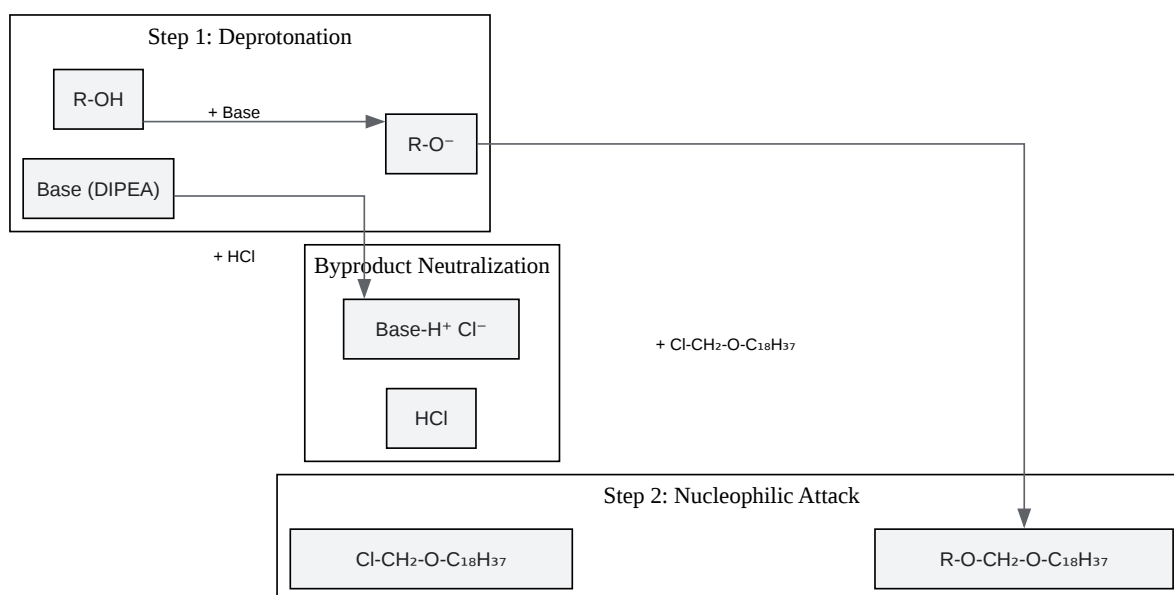 Step 1: Deprotonation
R-OH
+ Base
R-O⁻
Base (DIPEA)
+ HCl
Byproduct Neutralization
Base-H⁺ Cl⁻
+ Cl-CH₂-O-C₁₈H₃₇
HCl
Step 2: Nucleophilic Attack
Cl-CH₂-O-C₁₈H₃₇
R-O-CH₂-O-C₁₈H₃₇